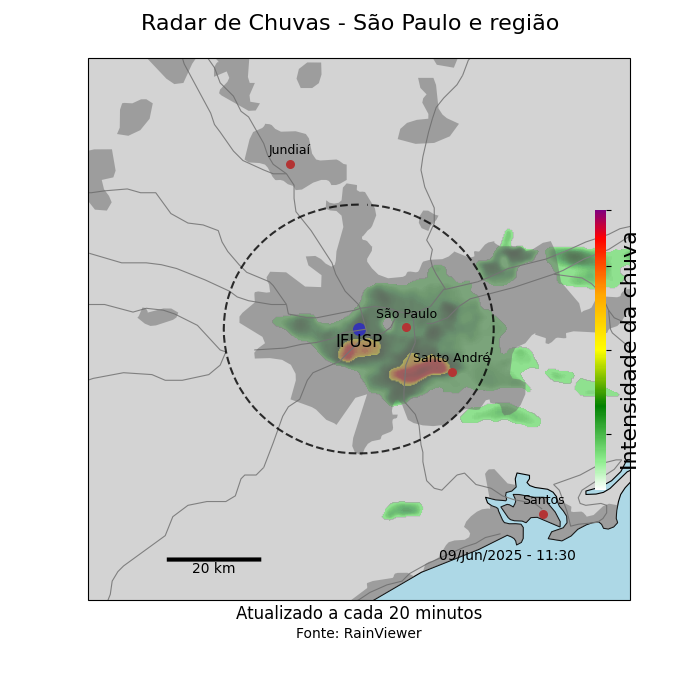 Radar de Chuvas - São Paulo e região
Jundiaí
São Paulo
IFUSP
Santo André
Intensidade da chuva
Santos
09/Jun/2025 - 11:30
20 km
Atualizado a cada 20 minutos
Fonte: RainViewer